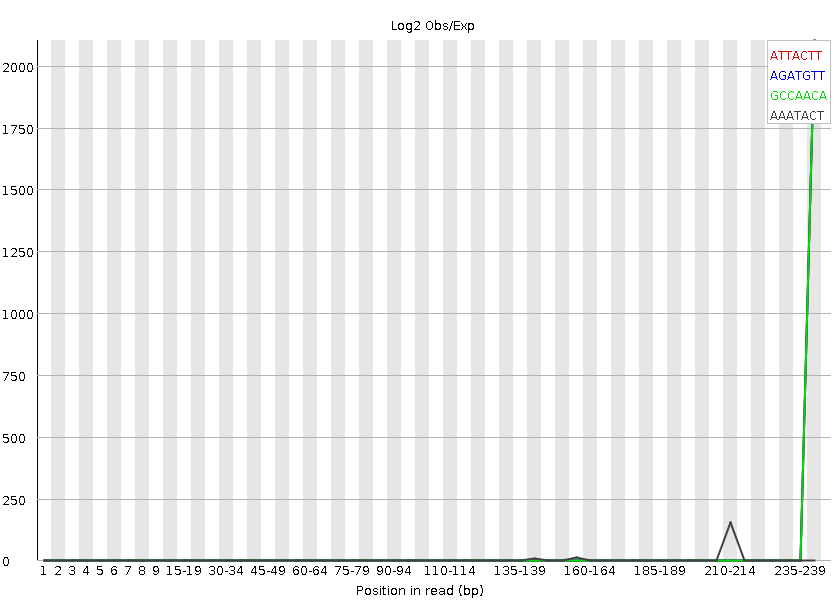 Log2 Obs/Exp
ATTACTT
AGATGTT
GCCAACA
AAATACT
2000
1750
1500
1250
1000
750
500
250
0
1 2 3 4 5 6 7 8 9 15-19 30-34 45-49 60-64 75-79 90-94 110-114 135-139 160-164 185-189 210-214 235-239
Position in read (bp)